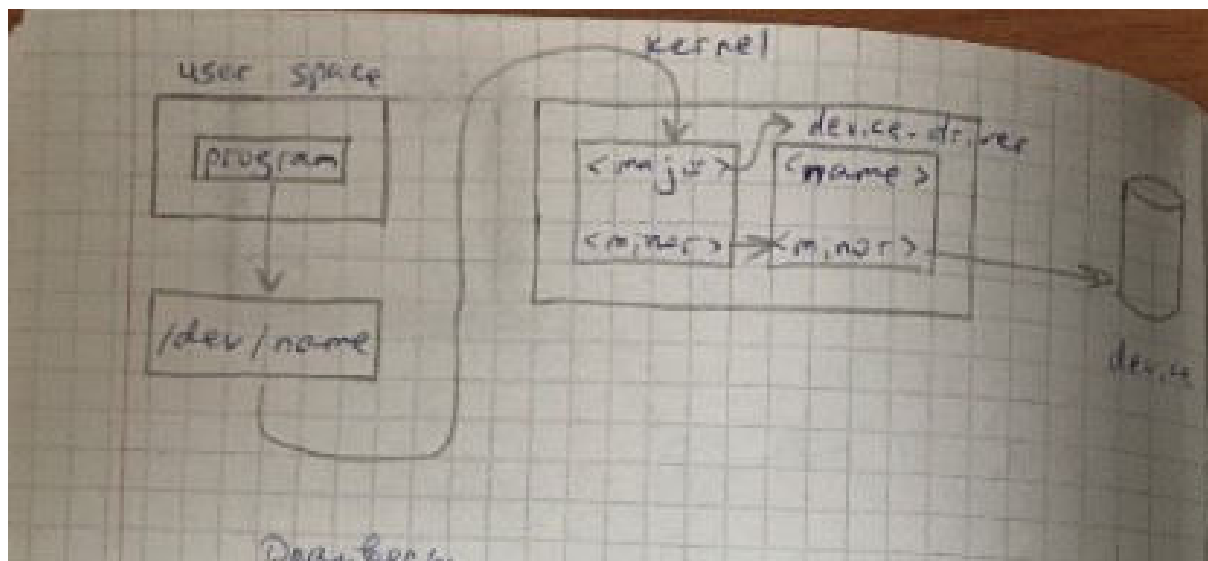 user space
program
/dev/name
kernel
device-driver
<major>
<name>
<minor>
<minor>
device